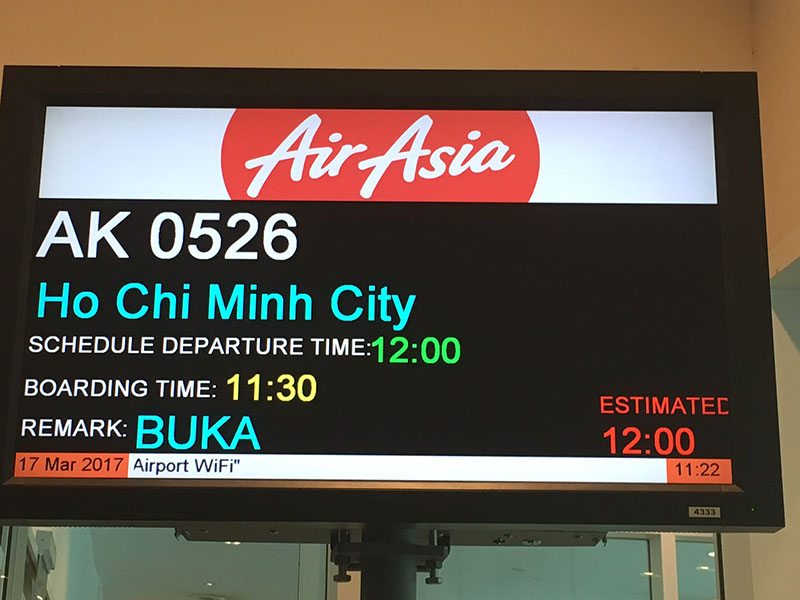 AirAsia
AK 0526
Ho Chi Minh City
SCHEDULE DEPARTURE TIME:12:00
BOARDING TIME: 11:30
REMARK: BUKA
ESTIMATED
12:00
17 Mar 2017 Airport WiFi" 11:22
4333